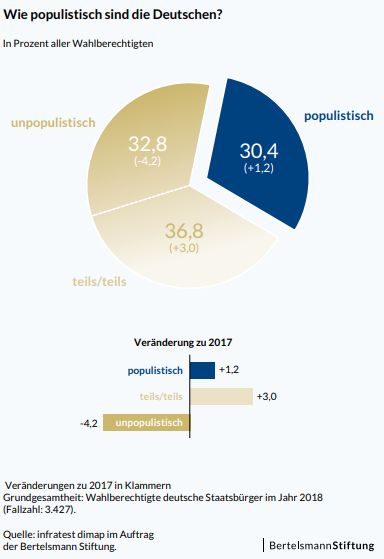 Wie populistisch sind die Deutschen?
In Prozent aller Wahlberechtigten
unpopulistisch
populistisch
32,8
(-4,2)
30,4
(+1,2)
36,8
(+3,0)
teils/teils
Veränderung zu 2017
populistisch +1,2
teils/teils +3,0
-4,2 unpopulistisch
Veränderungen zu 2017 in Klammern
Grundgesamtheit: Wahlberechtigte deutsche Staatsbürger im Jahr 2018
(Fallzahl: 3.427).
Quelle: infratest dimap im Auftrag
der Bertelsmann Stiftung.
BertelsmannStiftung